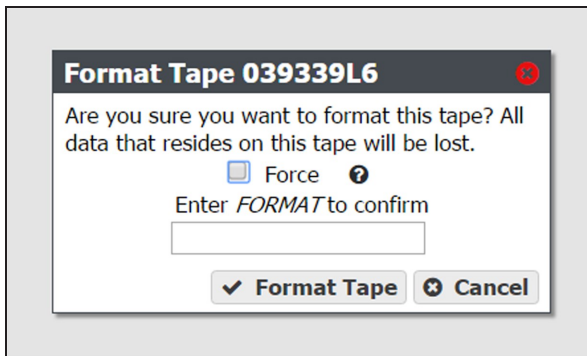 Format Tape 039339L6
Are you sure you want to format this tape? All
data that resides on this tape will be lost.
Force
Enter FORMAT to confirm
Format Tape Cancel